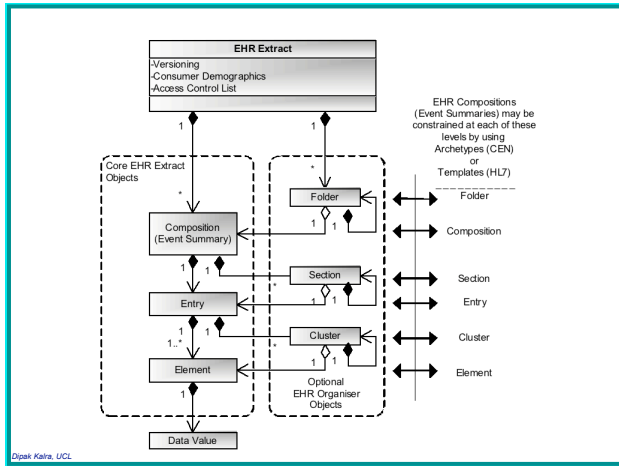 EHR Extract
-Versioning
-Consumer Demographics
-Access Control List
1
1
EHR Compositions
(Event Summaries) may be
constrained at each of these
levels by using
Archetypes (CEN)
or
Templates (HL7)
Core EHR Extract
Objects
*
*
Folder
Folder
1
1
Composition
(Event Summary)
Composition
1
1
Section
Section
*
1
1
Entry
Entry
1
1
Cluster
Cluster
1..*
*
1
1
Element
Element
Optional
EHR Organiser
Objects
1
Data Value
Dipak Kalra, UCL